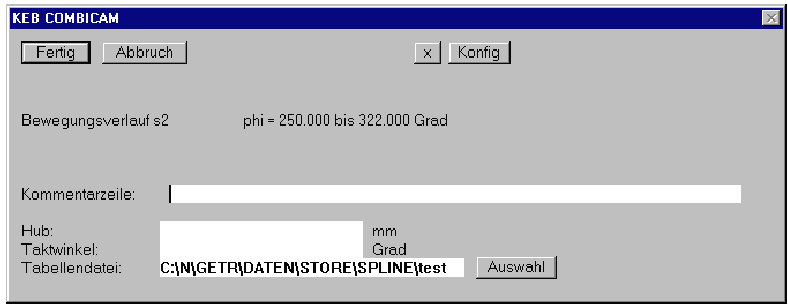 KEB COMBICAM
Fertig Abbruch x Konfig
Bewegungsverlauf s2 phi = 250.000 bis 322.000 Grad
Kommentarzeile:
Hub: mm
Taktwinkel: Grad
Tabellendatei: C:\N\GETR\DATEN\STORE\SPLINE\test Auswahl